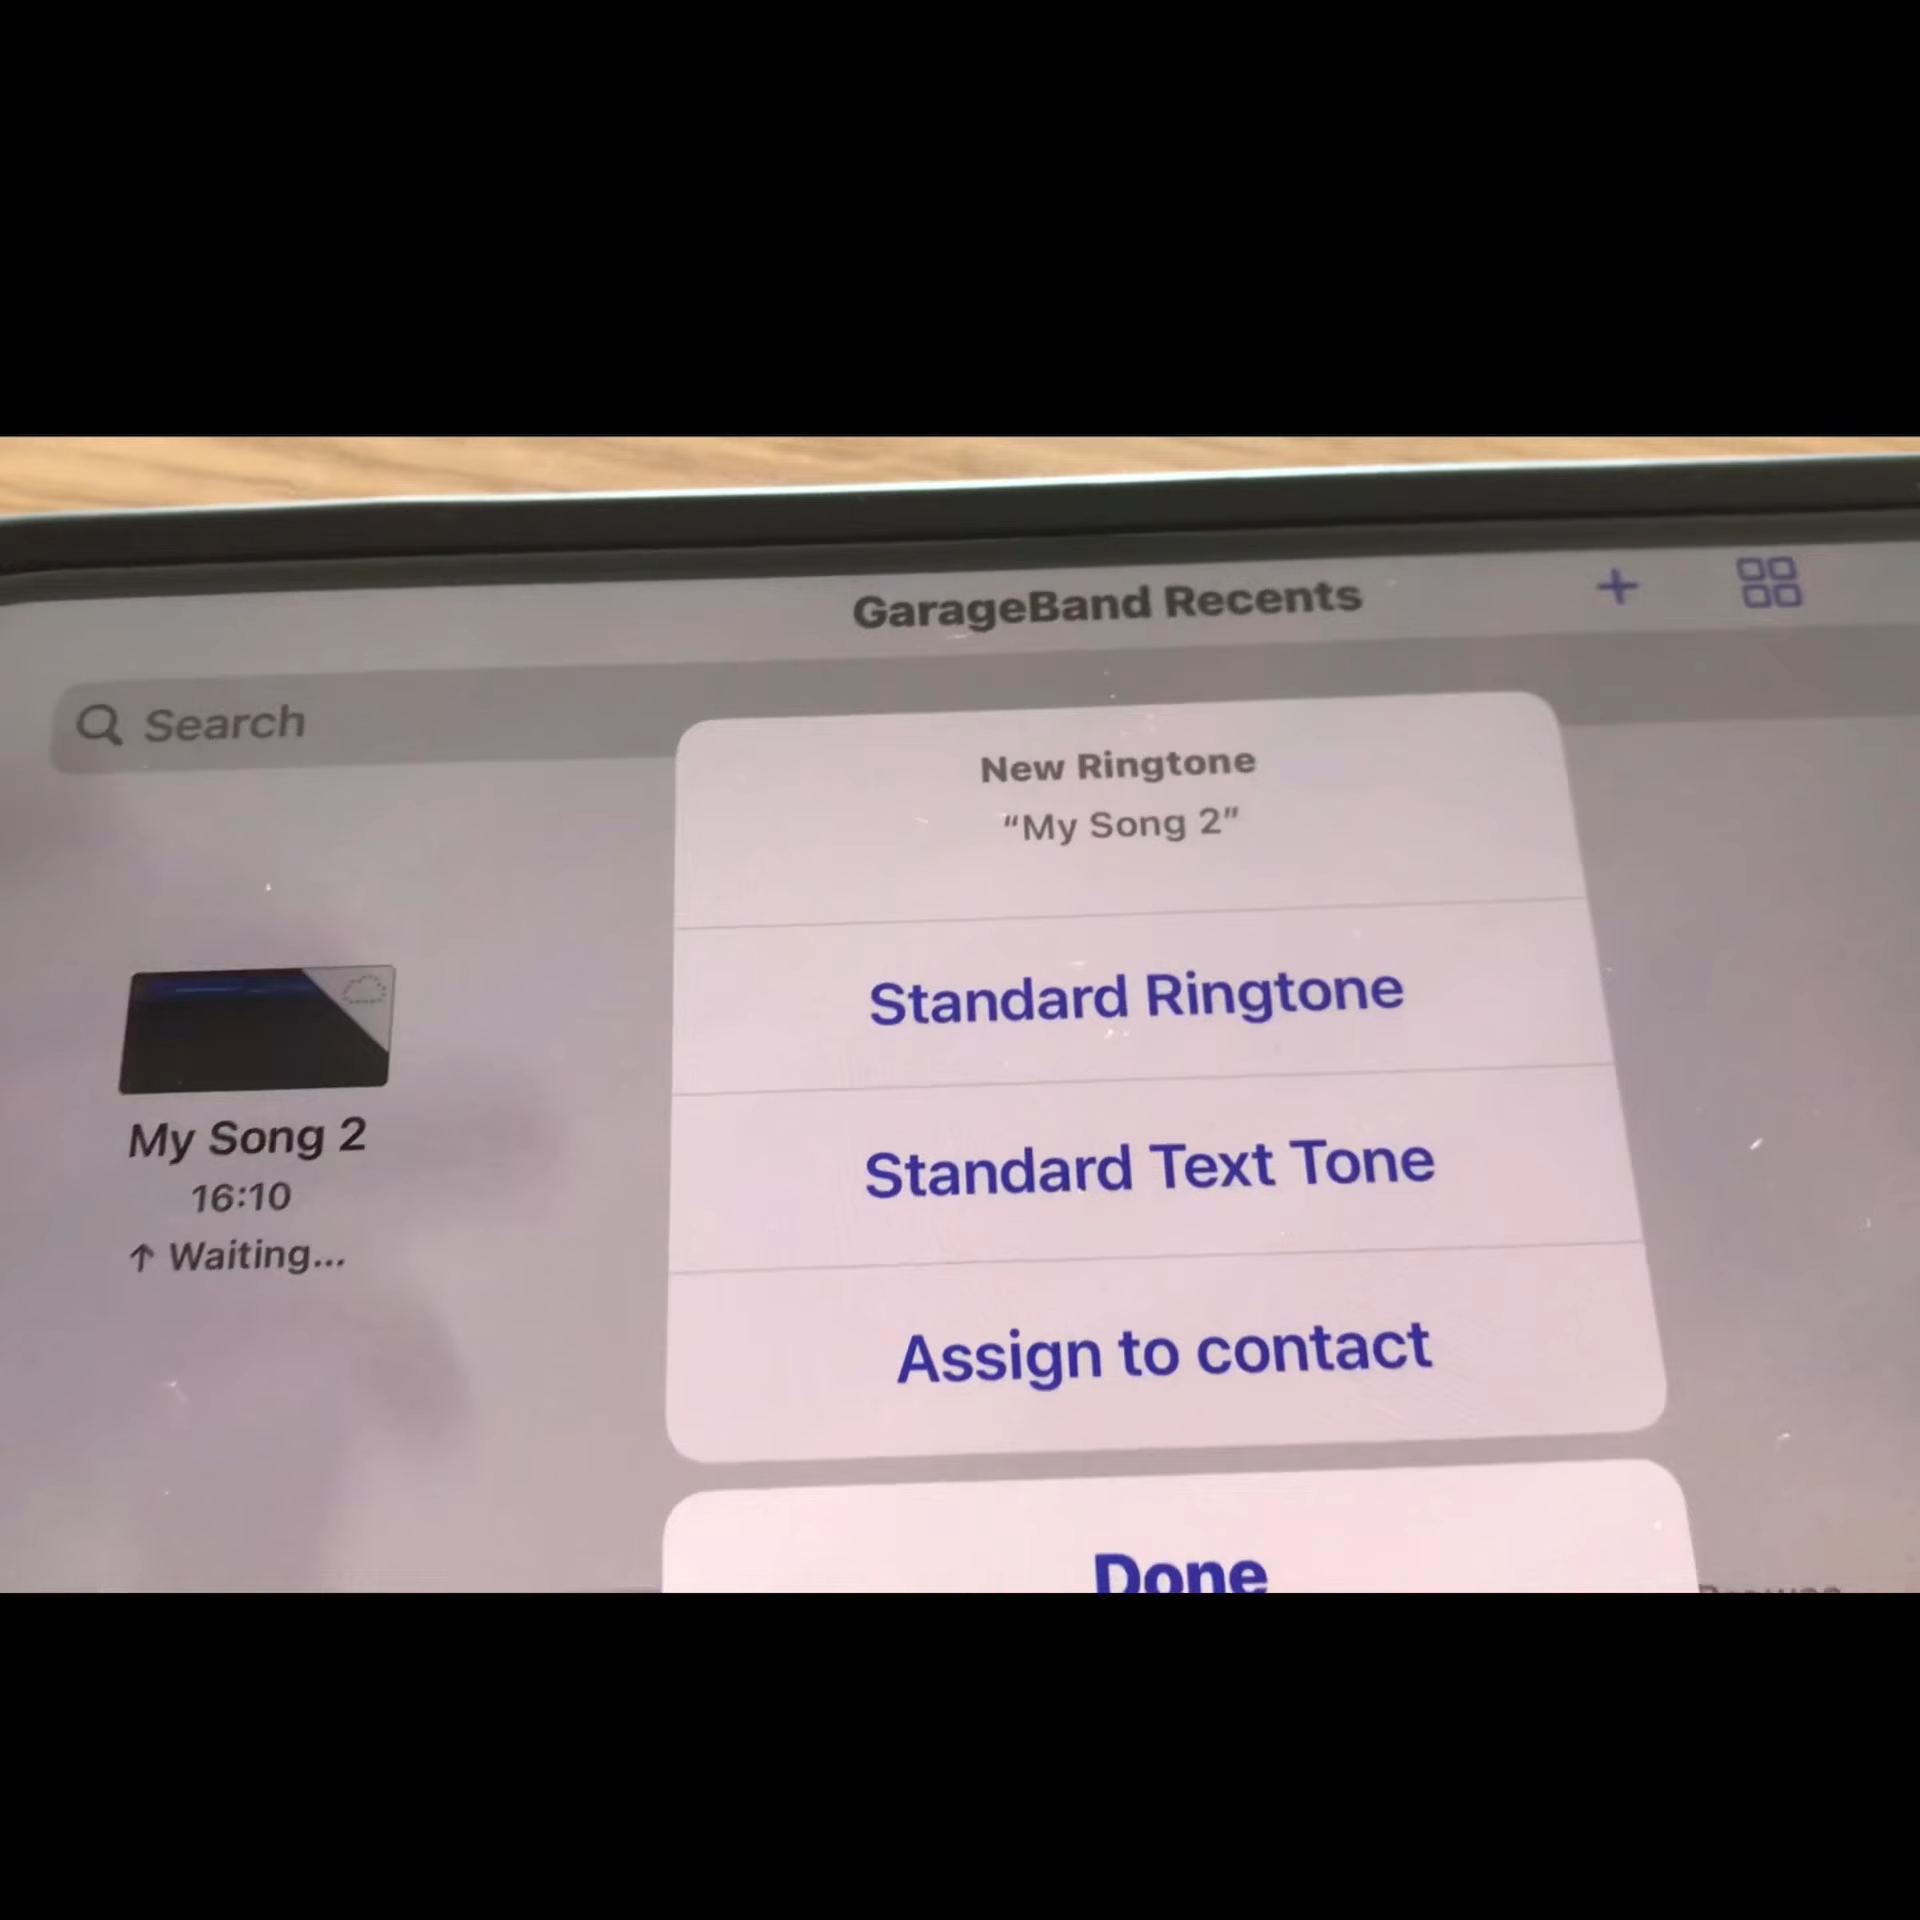 GarageBand Recents
Search
New Ringtone
“My Song 2”
Standard Ringtone
Standard Text Tone
Assign to contact
Done
My Song 2
16:10
↑ Waiting...